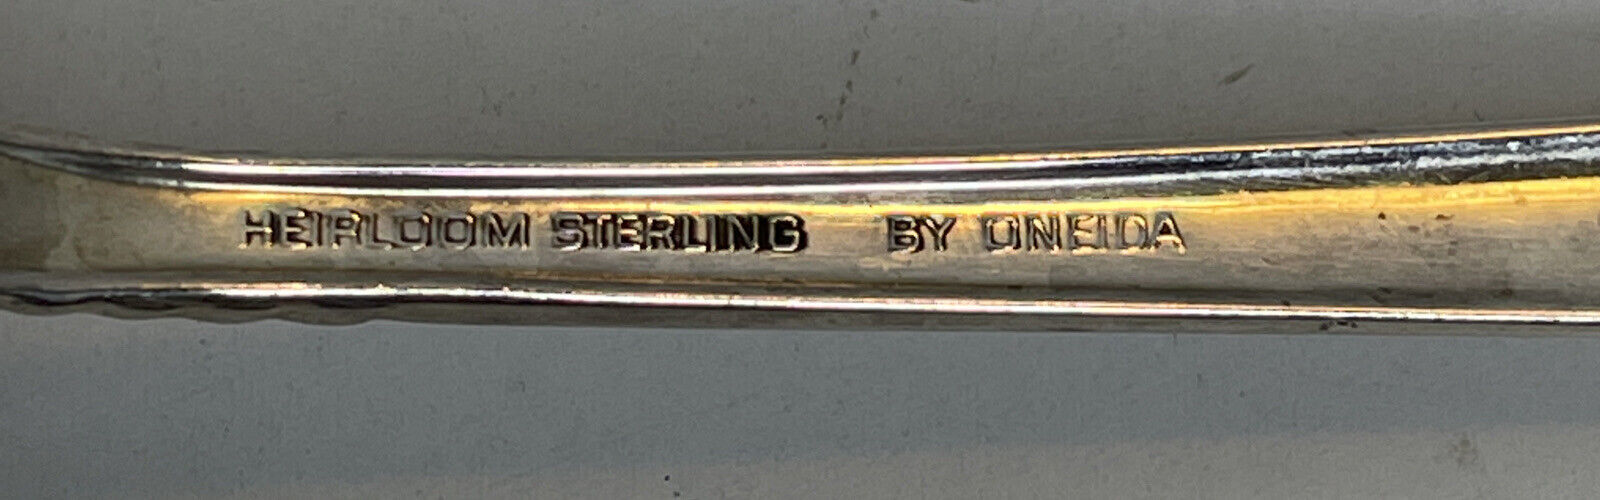 HEIRLOOM STERLING BY ONEIDA